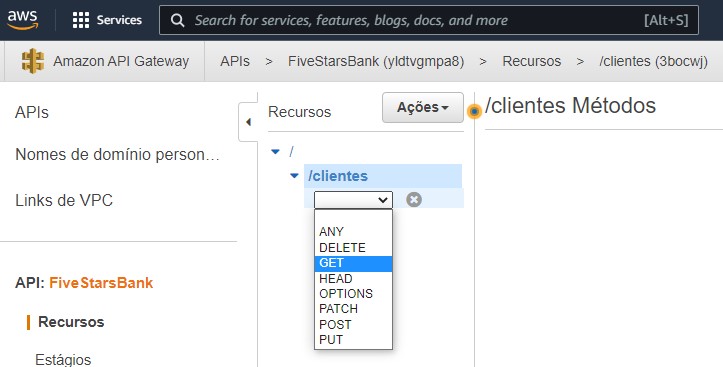 aws Services Search for services, features, blogs, docs, and more [Alt+S]
Amazon API Gateway APIs > FiveStarsBank (yldtvgmpa8) > Recursos > /clientes (3bocwj)
APIs
Nomes de domínio person...
Links de VPC
API: FiveStarsBank
Recursos
Estágios
Recursos Ações
/
/clientes
ANY
DELETE
GET
HEAD
OPTIONS
PATCH
POST
PUT
/clientes Métodos